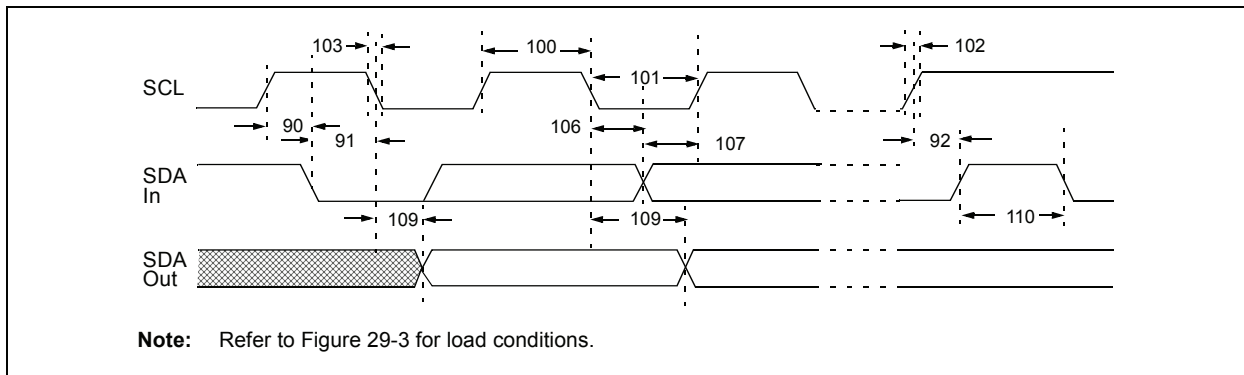 103
100
102
SCL
101
90
91
106
107
92
SDA
In
109
109
110
SDA
Out
Note: Refer to Figure 29-3 for load conditions.